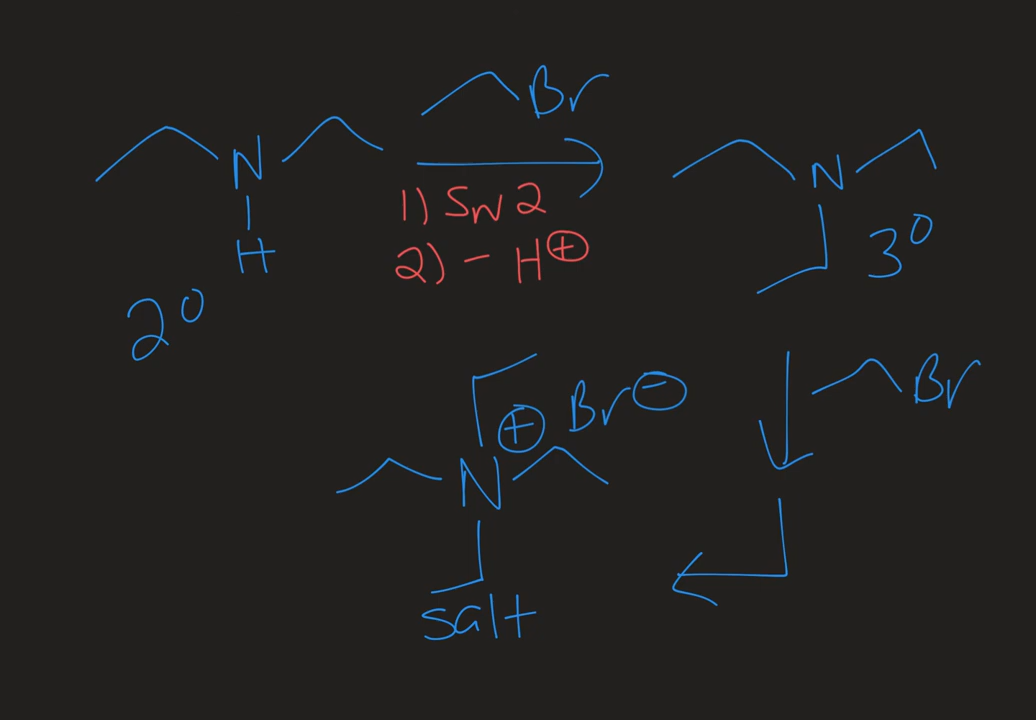 Br
N
H
2°
1) SN2
2) - H⊕
N
3°
Br
⊕ Br⊖
N
salt